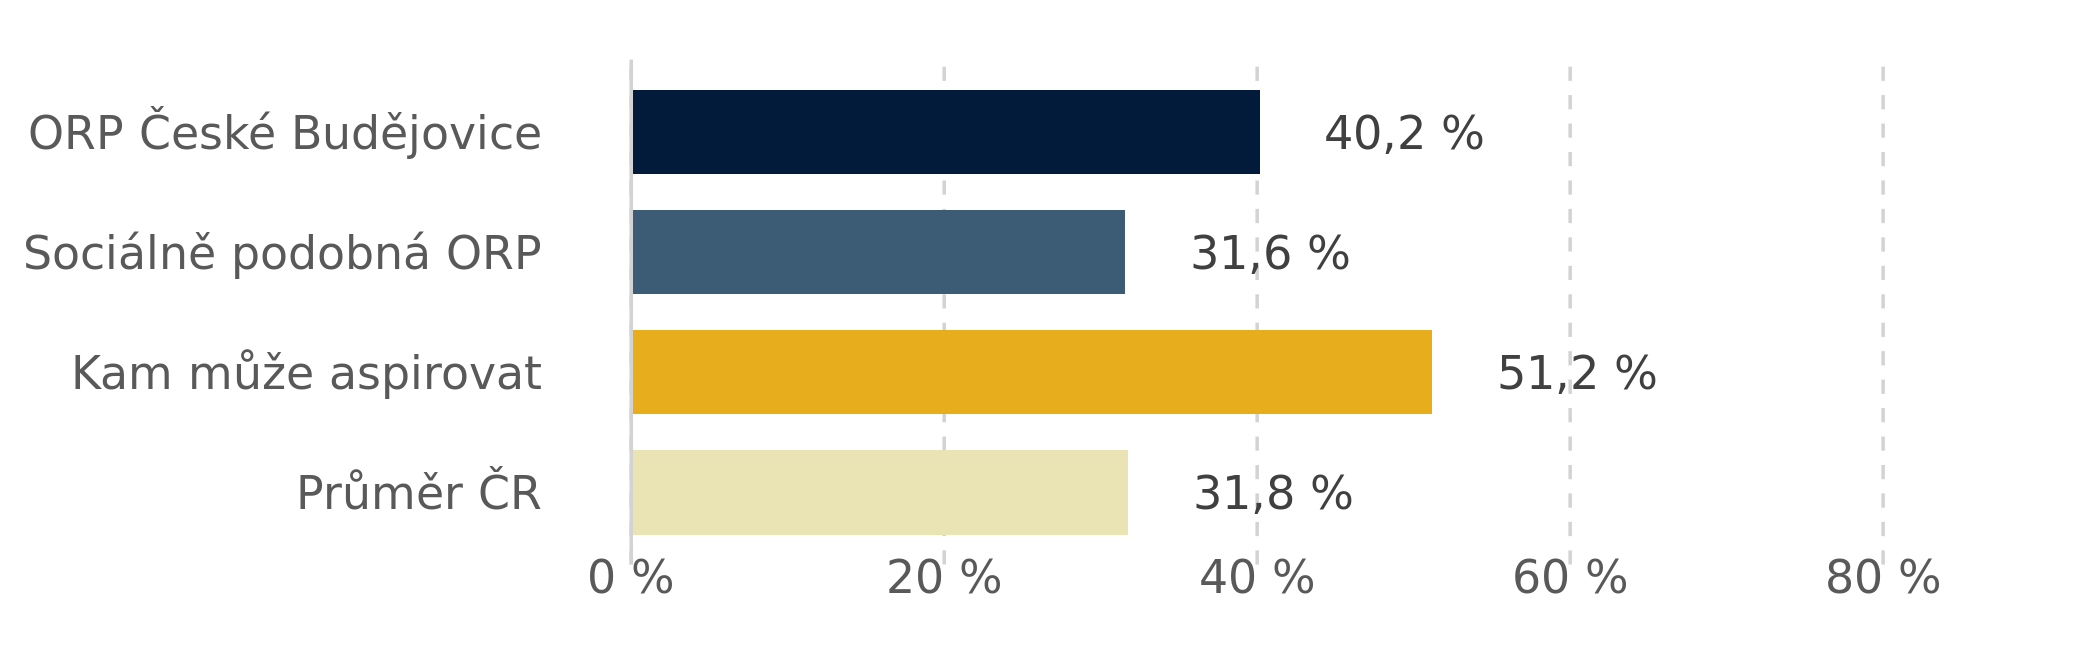 ORP České Budějovice
40,2 %
Sociálně podobná ORP
31,6 %
Kam může aspirovat
51,2 %
Průměr ČR
31,8 %
0 %
20 %
40 %
60 %
80 %